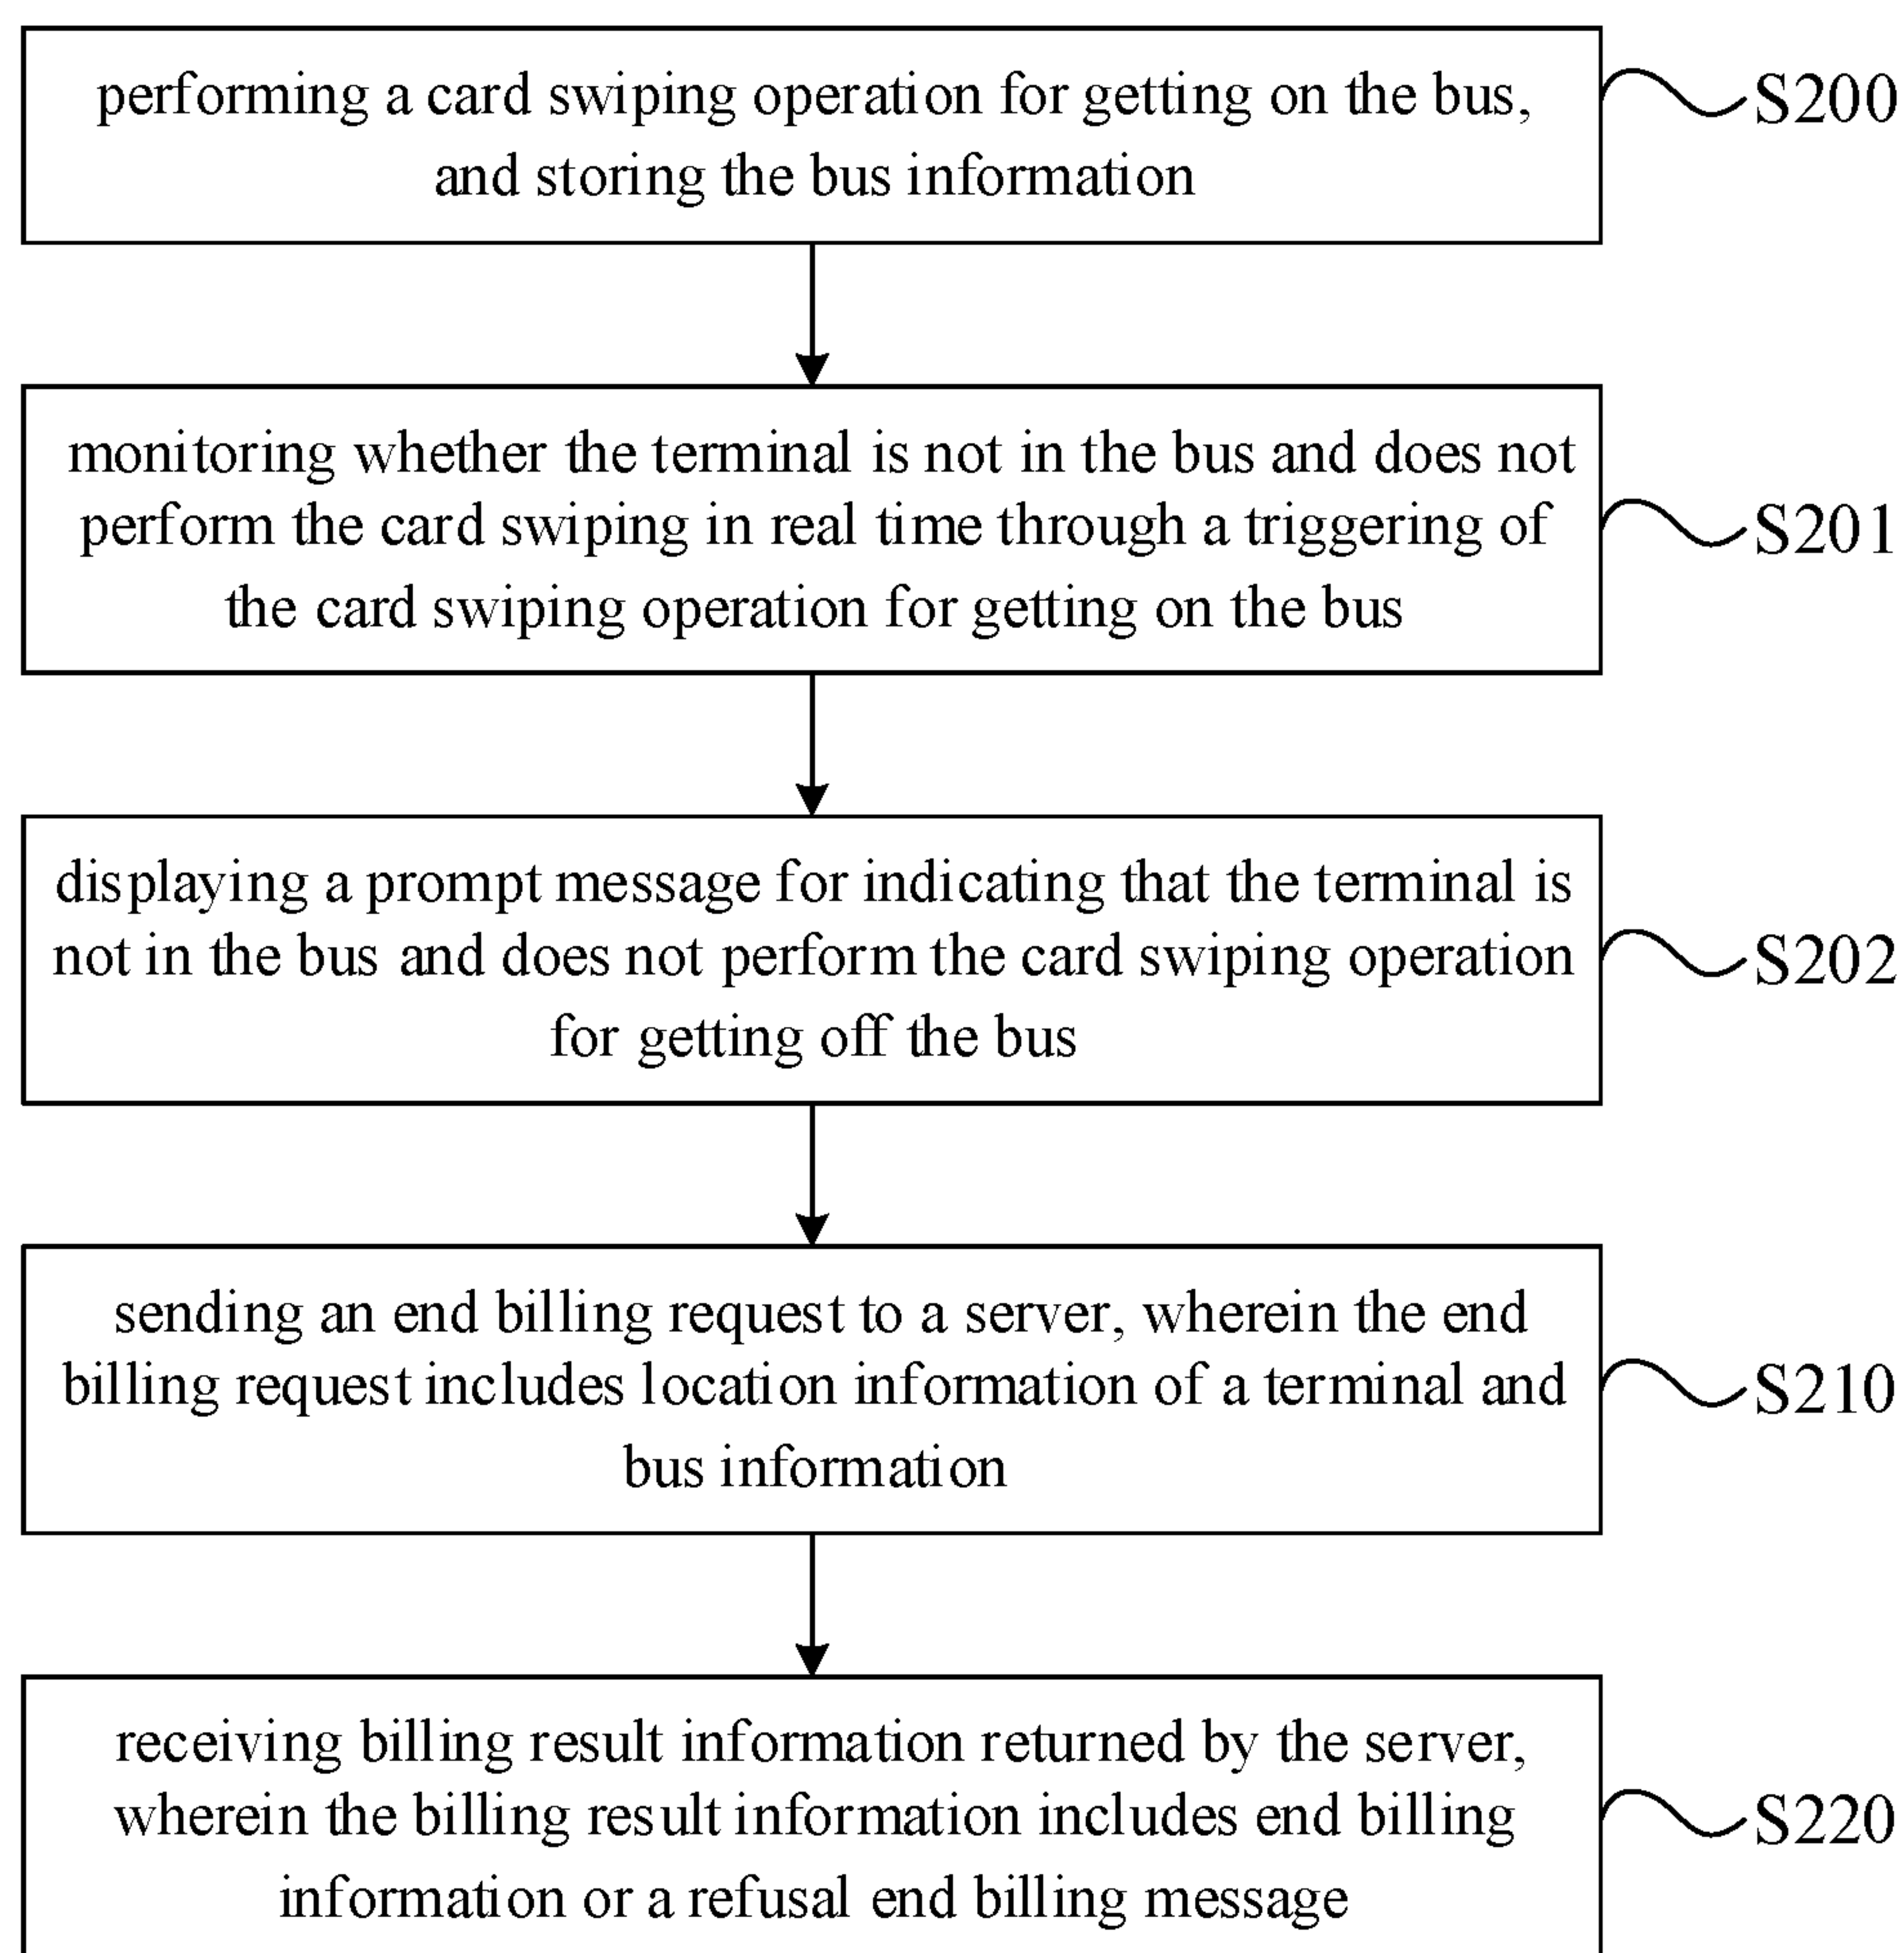 performing a card swiping operation for getting on the bus,
and storing the bus information
S200
monitoring whether the terminal is not in the bus and does not
perform the card swiping in real time through a triggering of
the card swiping operation for getting on the bus
S201
displaying a prompt message for indicating that the terminal is
not in the bus and does not perform the card swiping operation
for getting off the bus
S202
sending an end billing request to a server, wherein the end
billing request includes location information of a terminal and
bus information
S210
receiving billing result information returned by the server,
wherein the billing result information includes end billing
information or a refusal end billing message
S220